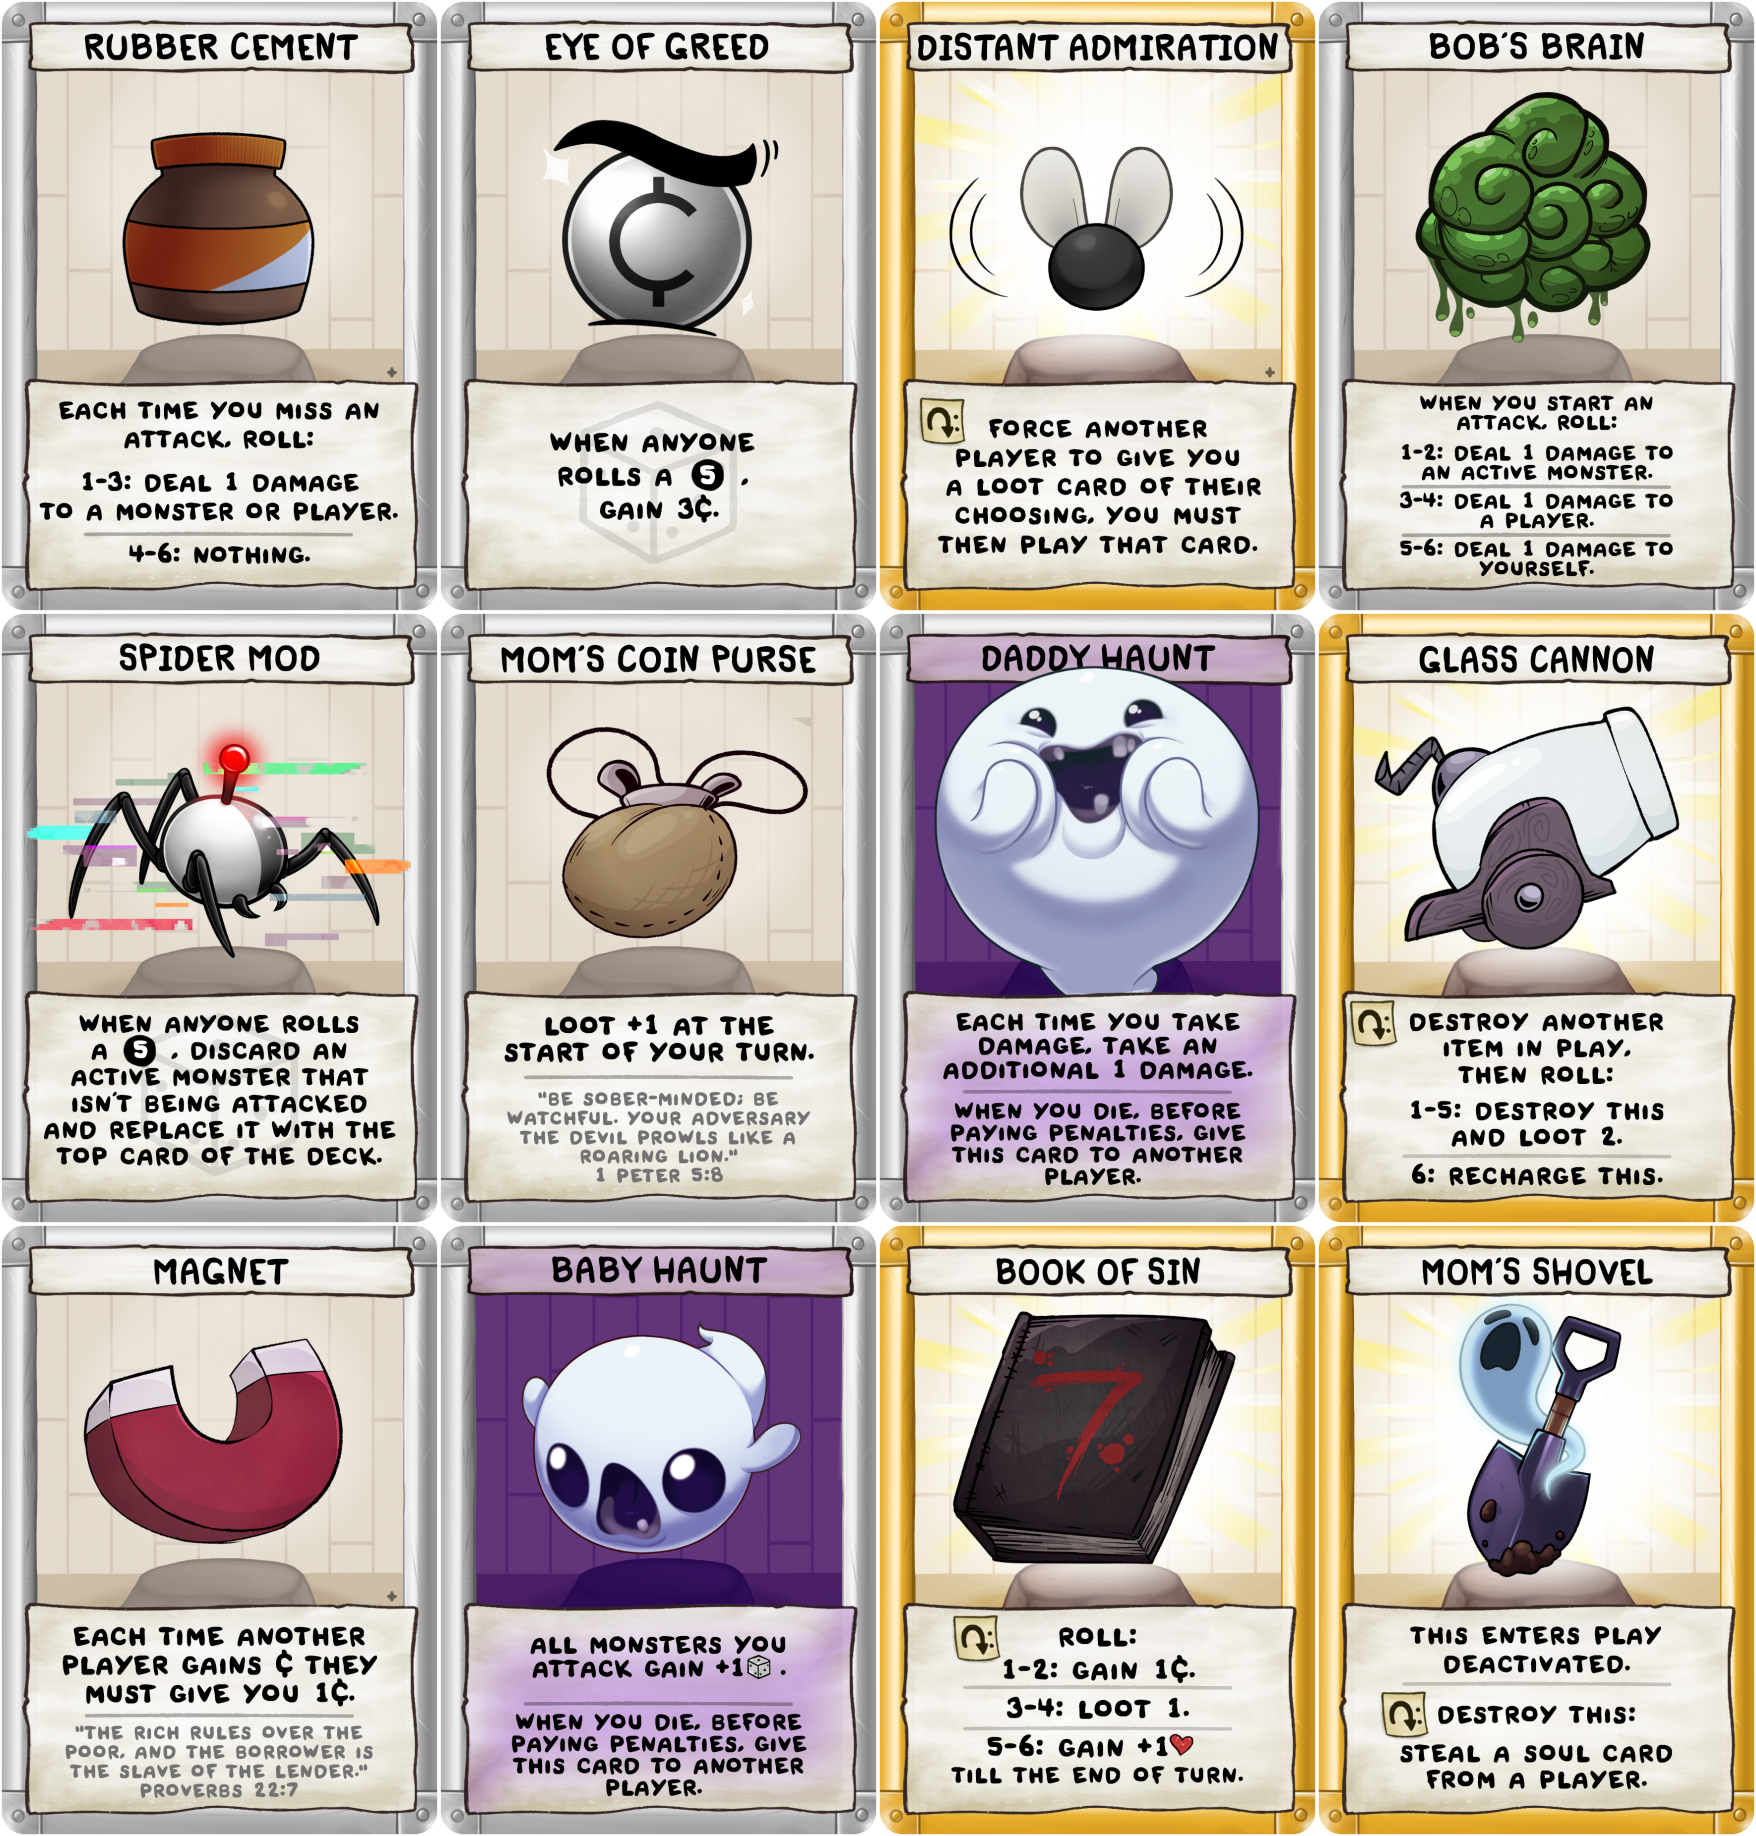 RUBBER CEMENT
EACH TIME YOU MISS AN
ATTACK, ROLL:
1-3: DEAL 1 DAMAGE
TO A MONSTER OR PLAYER.
4-6: NOTHING.
EYE OF GREED
¢
WHEN ANYONE
ROLLS A 5 ,
GAIN 3¢.
DISTANT ADMIRATION
FORCE ANOTHER
PLAYER TO GIVE YOU
A LOOT CARD OF THEIR
CHOOSING, YOU MUST
THEN PLAY THAT CARD.
BOB'S BRAIN
WHEN YOU START AN
ATTACK, ROLL:
1-2: DEAL 1 DAMAGE TO
AN ACTIVE MONSTER.
3-4: DEAL 1 DAMAGE TO
A PLAYER.
5-6: DEAL 1 DAMAGE TO
YOURSELF.
SPIDER MOD
WHEN ANYONE ROLLS
A 5 , DISCARD AN
ACTIVE MONSTER THAT
ISN'T BEING ATTACKED
AND REPLACE IT WITH THE
TOP CARD OF THE DECK.
MOM'S COIN PURSE
LOOT +1 AT THE
START OF YOUR TURN.
"BE SOBER-MINDED; BE
WATCHFUL. YOUR ADVERSARY
THE DEVIL PROWLS LIKE A
ROARING LION."
1 PETER 5:8
DADDY HAUNT
EACH TIME YOU TAKE
DAMAGE, TAKE AN
ADDITIONAL 1 DAMAGE.
WHEN YOU DIE, BEFORE
PAYING PENALTIES, GIVE
THIS CARD TO ANOTHER
PLAYER.
GLASS CANNON
DESTROY ANOTHER
ITEM IN PLAY,
THEN ROLL:
1-5: DESTROY THIS
AND LOOT 2.
6: RECHARGE THIS.
MAGNET
EACH TIME ANOTHER
PLAYER GAINS ¢ THEY
MUST GIVE YOU 1¢.
"THE RICH RULES OVER THE
POOR, AND THE BORROWER IS
THE SLAVE OF THE LENDER."
PROVERBS 22:7
BABY HAUNT
ALL MONSTERS YOU
ATTACK GAIN +1 .
WHEN YOU DIE, BEFORE
PAYING PENALTIES, GIVE
THIS CARD TO ANOTHER
PLAYER.
BOOK OF SIN
7
ROLL:
1-2: GAIN 1¢.
3-4: LOOT 1.
5-6: GAIN +1
TILL THE END OF TURN.
MOM'S SHOVEL
THIS ENTERS PLAY
DEACTIVATED.
DESTROY THIS:
STEAL A SOUL CARD
FROM A PLAYER.